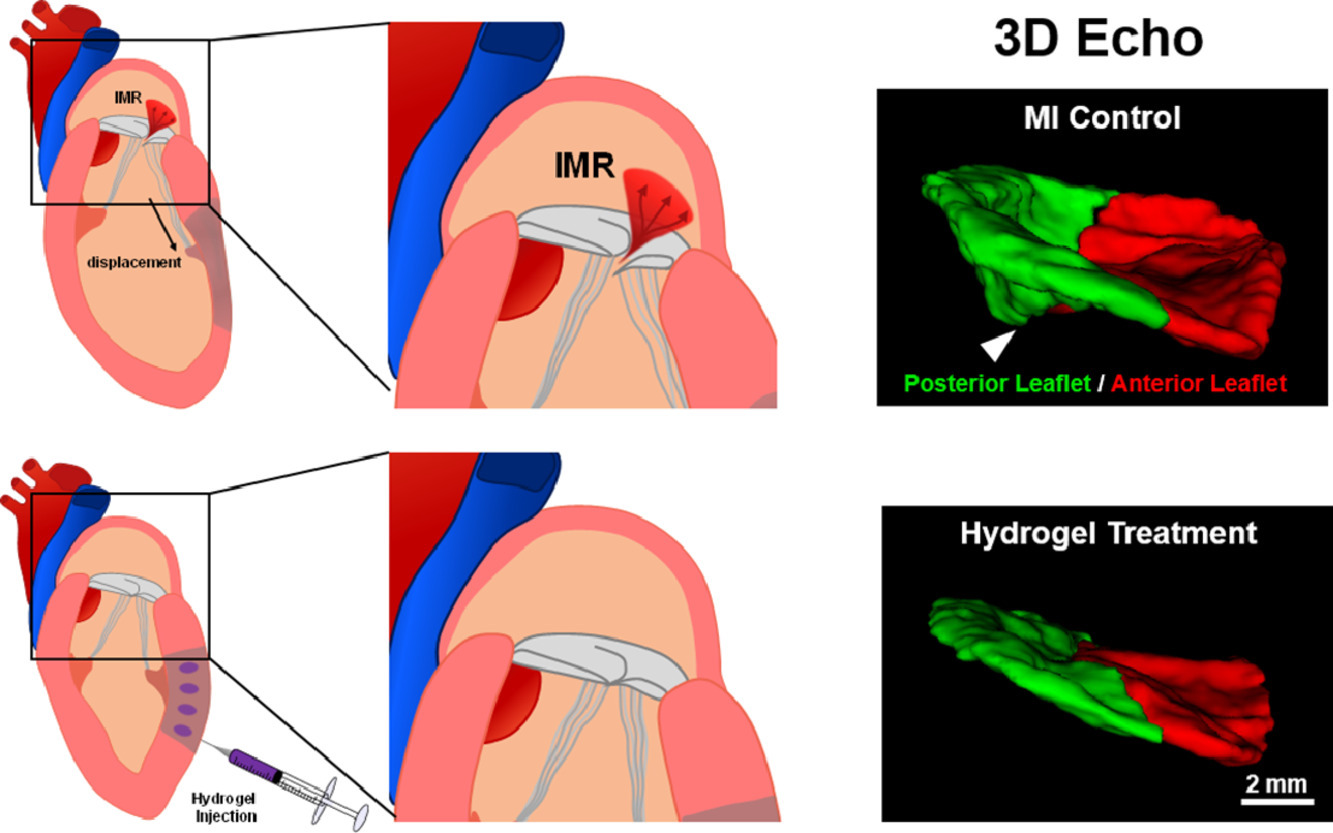 3D Echo
MI Control
IMR
IMR
displacement
Posterior Leaflet / Anterior Leaflet
Hydrogel Treatment
2 mm
Hydrogel
Injection